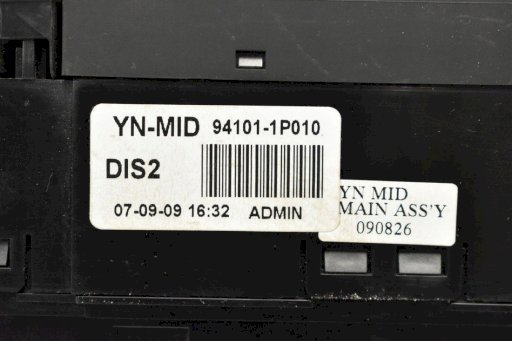 YN-MID 94101-1P010
DIS2
07-09-09 16:32 ADMIN
YN MID
MAIN ASS'Y
090826